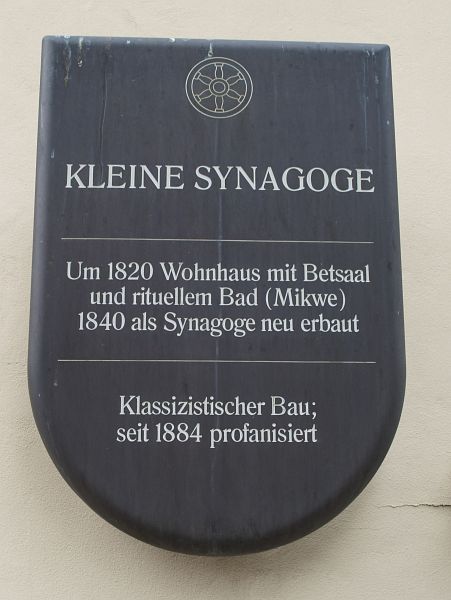 KLEINE SYNAGOGE
Um 1820 Wohnhaus mit Betsaal
und rituellem Bad (Mikwe)
1840 als Synagoge neu erbaut
Klassizistischer Bau;
seit 1884 profanisiert